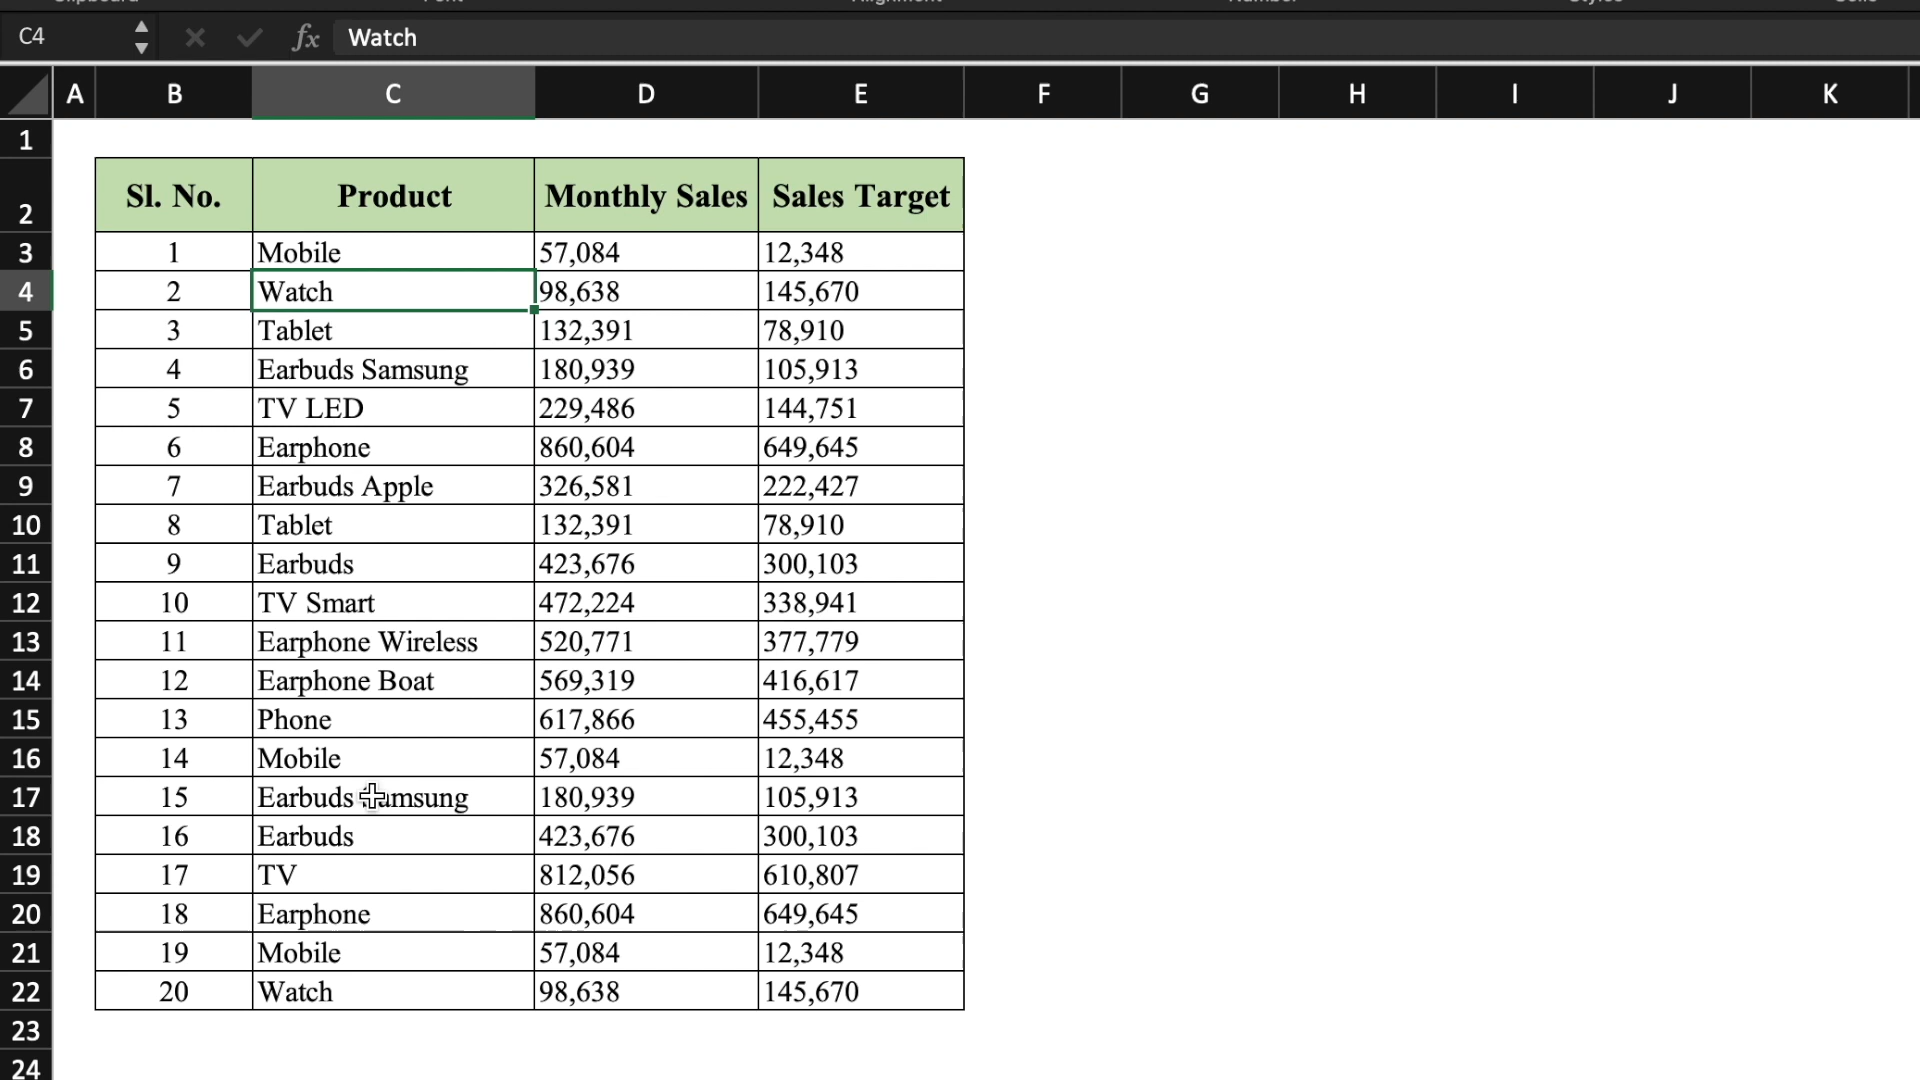 Clipboard Font Alignment Number Styles Cells
C4 fx Watch
A B C D E F G H I J K
1
2 Sl. No. Product Monthly Sales Sales Target
3 1 Mobile 57,084 12,348
4 2 Watch 98,638 145,670
5 3 Tablet 132,391 78,910
6 4 Earbuds Samsung 180,939 105,913
7 5 TV LED 229,486 144,751
8 6 Earphone 860,604 649,645
9 7 Earbuds Apple 326,581 222,427
10 8 Tablet 132,391 78,910
11 9 Earbuds 423,676 300,103
12 10 TV Smart 472,224 338,941
13 11 Earphone Wireless 520,771 377,779
14 12 Earphone Boat 569,319 416,617
15 13 Phone 617,866 455,455
16 14 Mobile 57,084 12,348
17 15 Earbuds Samsung 180,939 105,913
18 16 Earbuds 423,676 300,103
19 17 TV 812,056 610,807
20 18 Earphone 860,604 649,645
21 19 Mobile 57,084 12,348
22 20 Watch 98,638 145,670
23
24